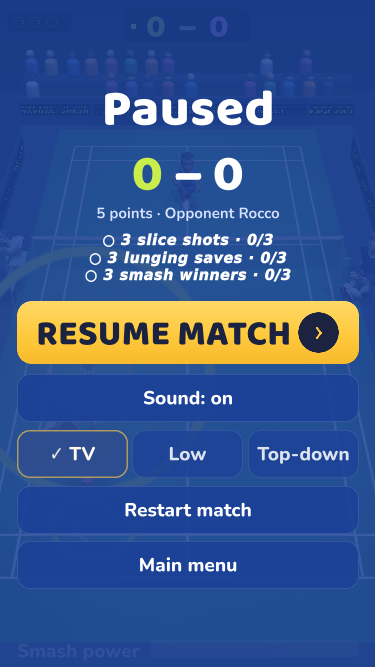 · 0 – 0
Paused
0 – 0
5 points · Opponent Rocco
○ 3 slice shots · 0/3
○ 3 lunging saves · 0/3
○ 3 smash winners · 0/3
RESUME MATCH ›
Sound: on
✓ TV Low Top-down
Restart match
Main menu
Smash power